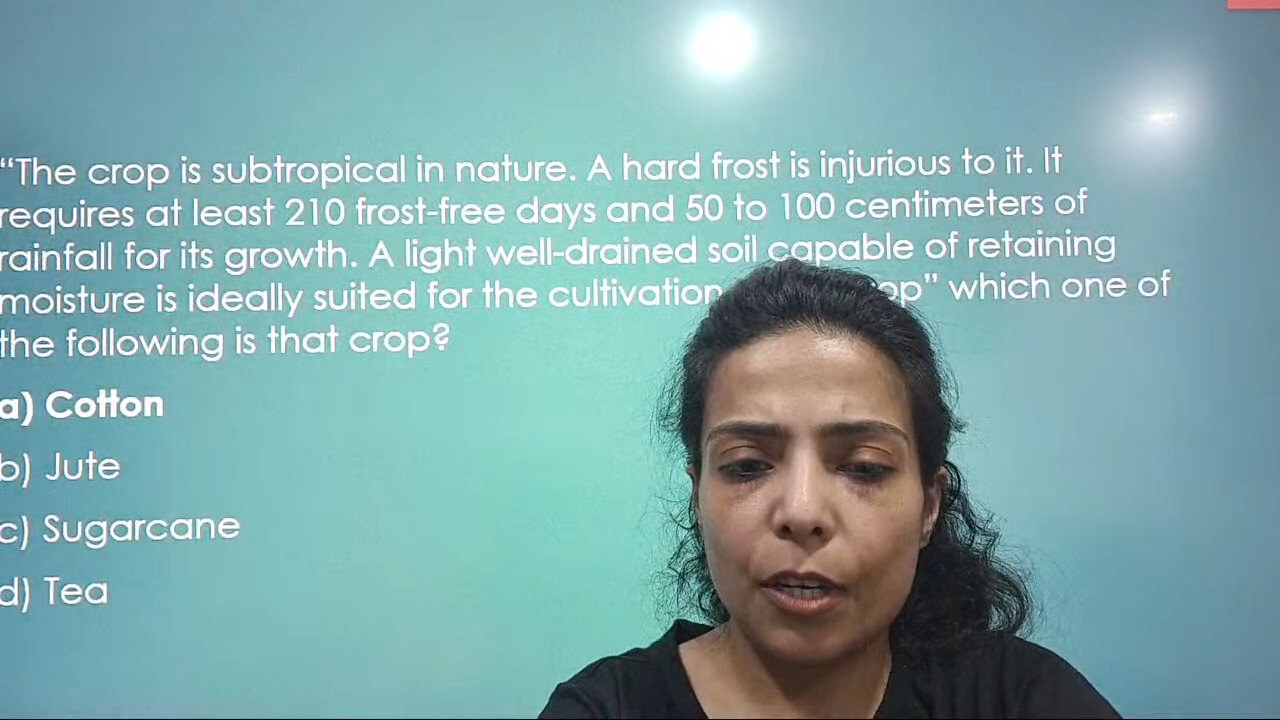 “The crop is subtropical in nature. A hard frost is injurious to it. It
requires at least 210 frost-free days and 50 to 100 centimeters of
rainfall for its growth. A light well-drained soil capable of retaining
moisture is ideally suited for the cultivation op” which one of
the following is that crop?
a) Cotton
b) Jute
c) Sugarcane
d) Tea